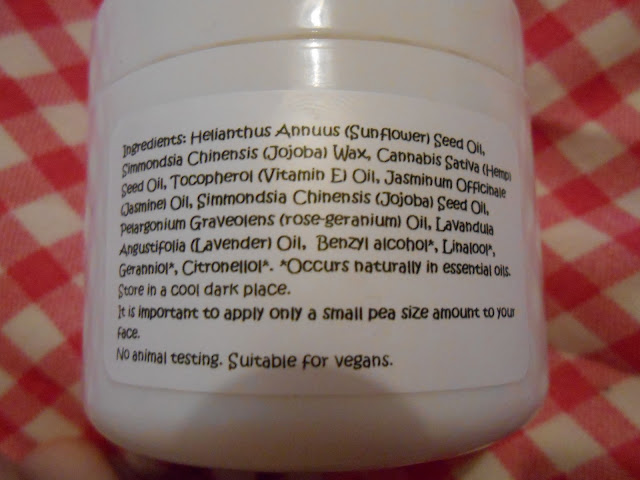 Ingredients: Helianthus Annuus (Sunflower) Seed Oil,
Simmondsia Chinensis (Jojoba) Wax, Cannabis Sativa (Hemp)
Seed Oil, Tocopherol (Vitamin E) Oil, Jasminum Officinale
(Jasmine) Oil, Simmondsia Chinensis (Jojoba) Seed Oil,
Pelargonium Graveolens (rose-geranium) Oil, Lavandula
Angustifolia (Lavender) Oil, Benzyl alcohol*, Linalool*,
Geranniol*, Citronellol*. *Occurs naturally in essential oils.
Store in a cool dark place.
It is important to apply only a small pea size amount to your
face.
No animal testing. Suitable for vegans.